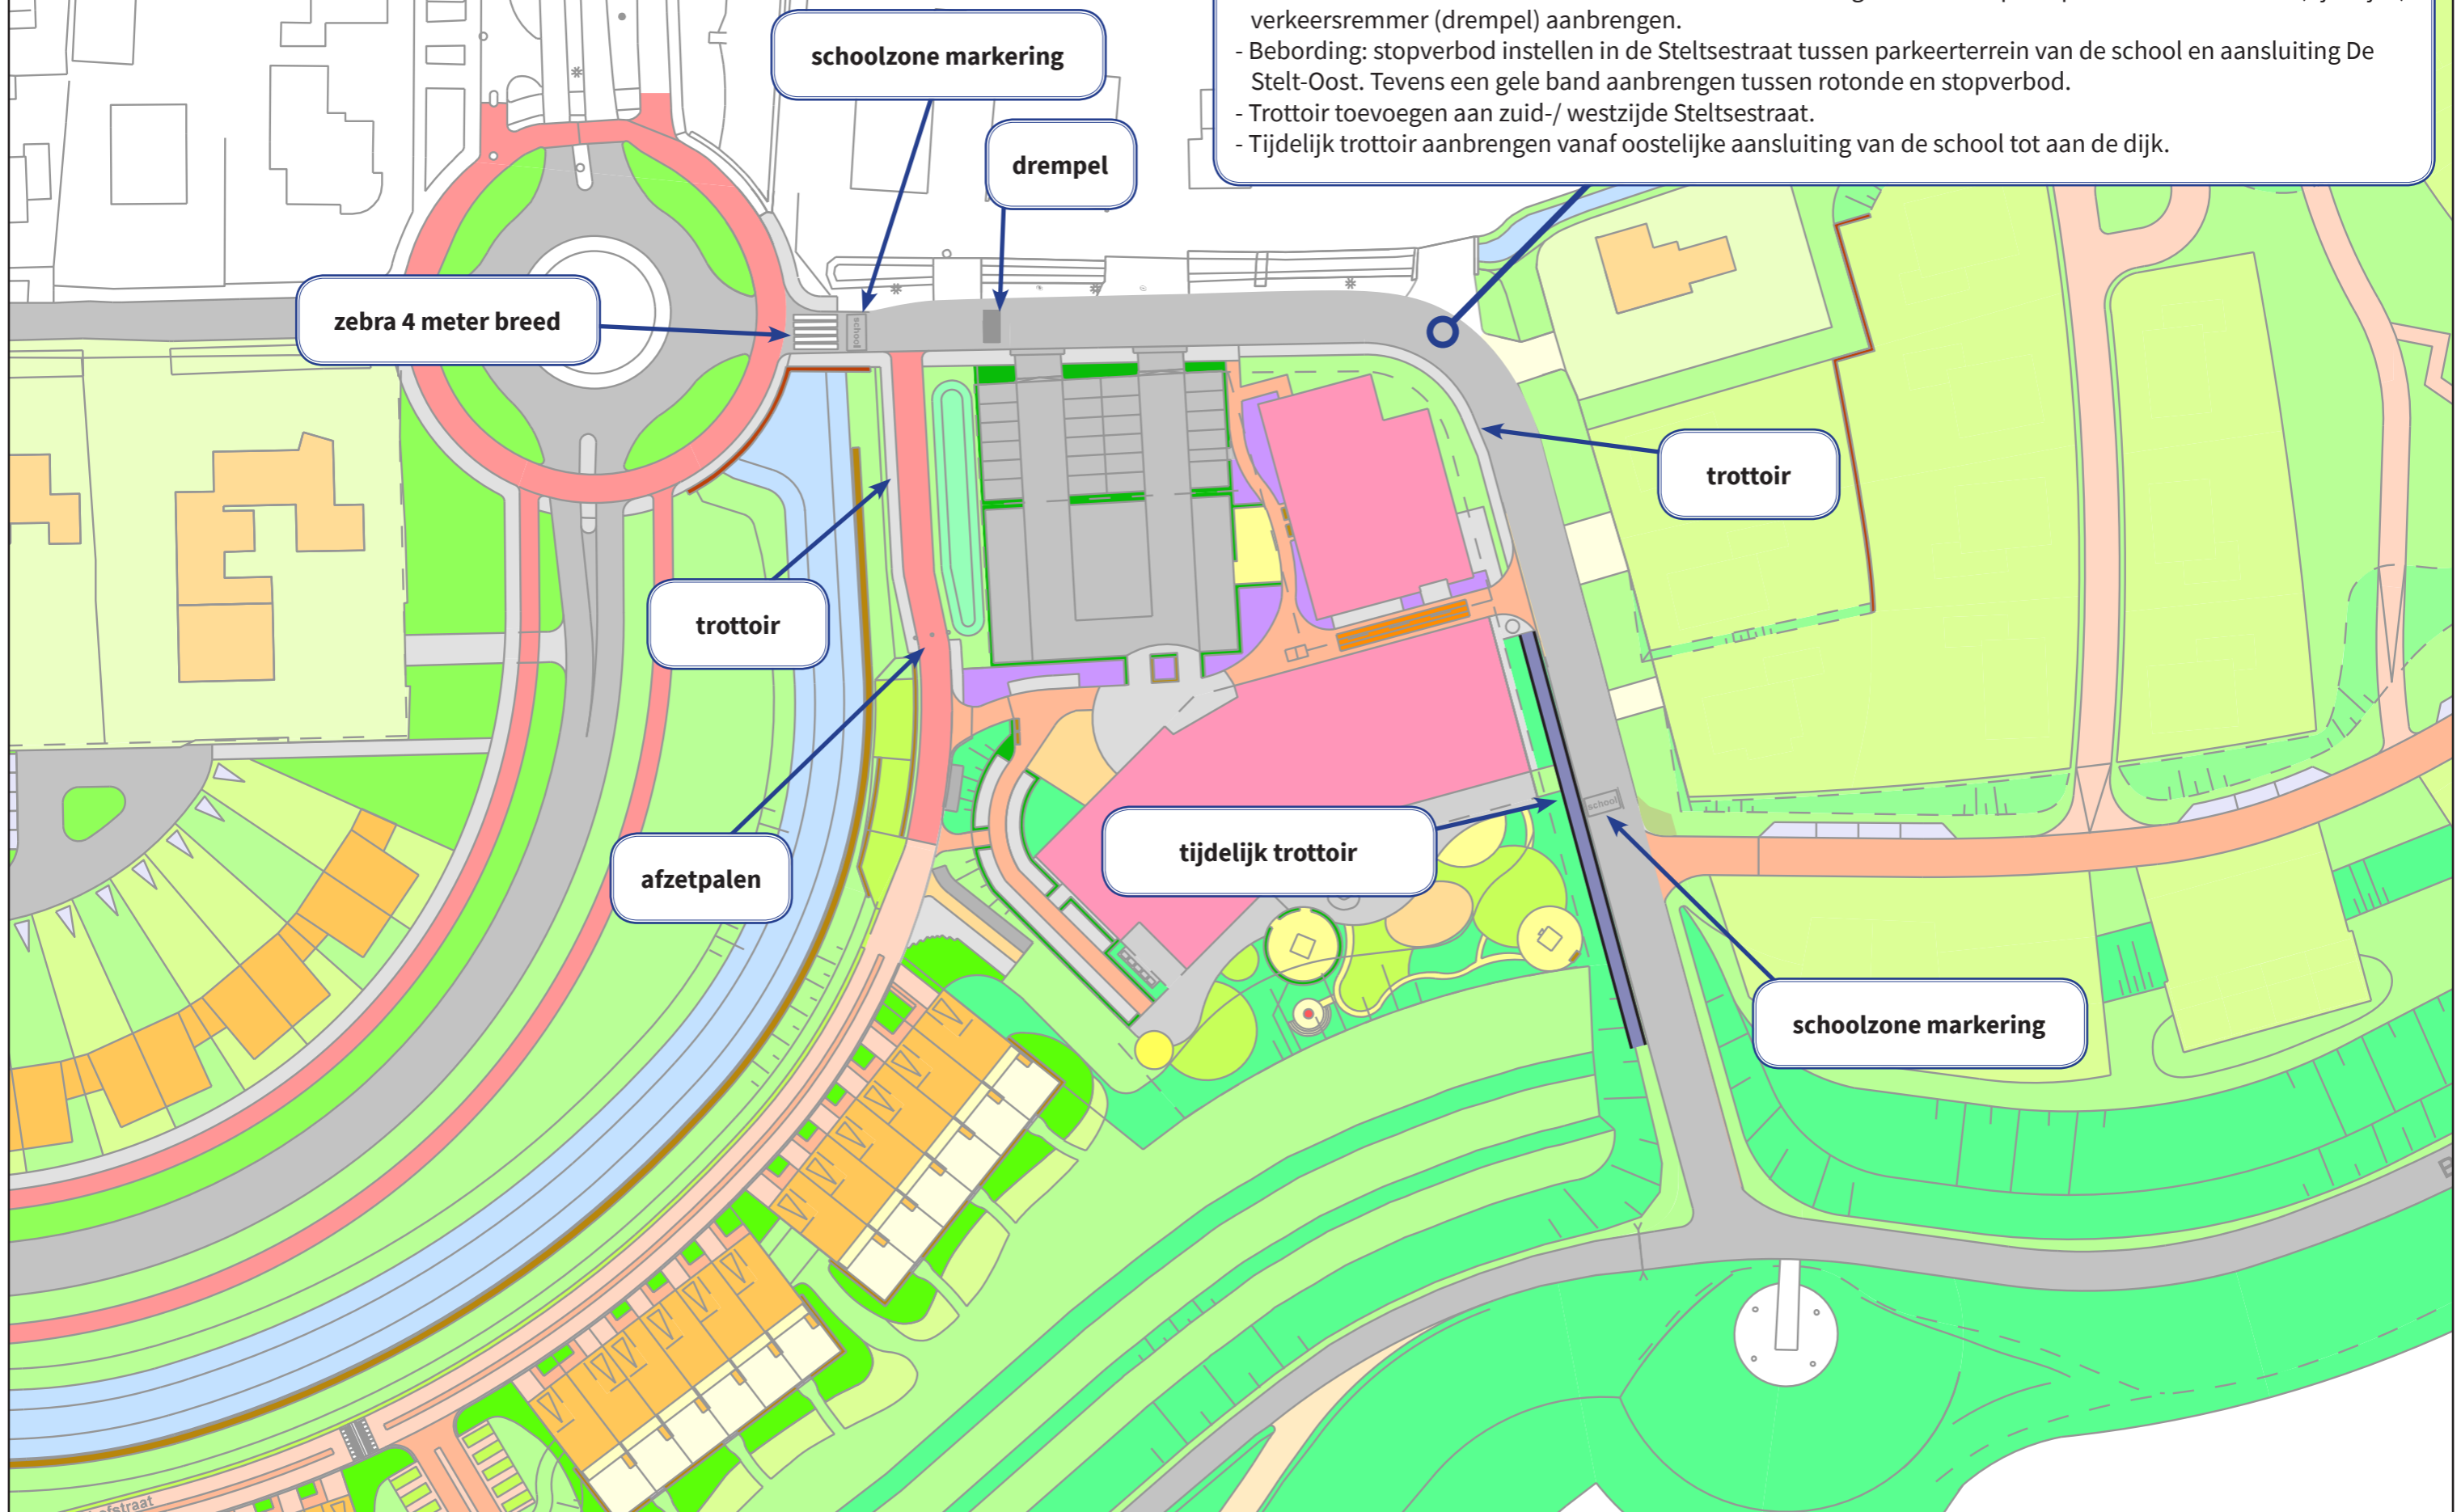 verkeersremmer (drempel) aanbrengen.
- Bebording: stopverbod instellen in de Steltsestraat tussen parkeerterrein van de school en aansluiting De
Stelt-Oost. Tevens een gele band aanbrengen tussen rotonde en stopverbod.
- Trottoir toevoegen aan zuid-/ westzijde Steltsestraat.
- Tijdelijk trottoir aanbrengen vanaf oostelijke aansluiting van de school tot aan de dijk.
schoolzone markering
drempel
zebra 4 meter breed
school
trottoir
trottoir
afzetpalen
tijdelijk trottoir
school
schoolzone markering